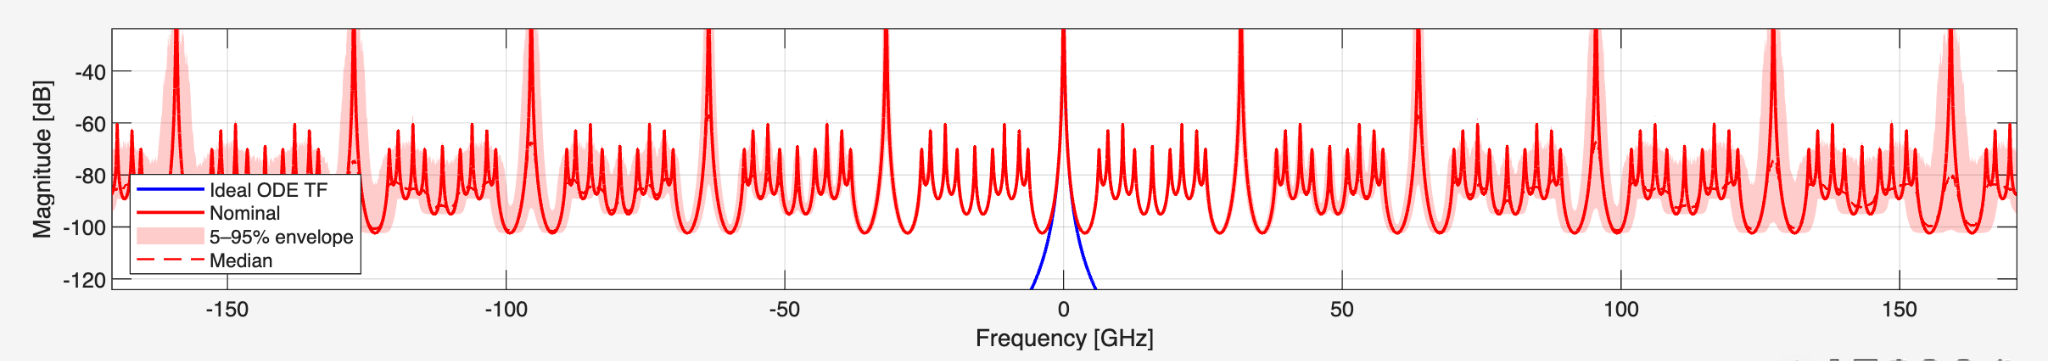 Magnitude [dB]
-40
-60
-80
-100
-120
Ideal ODE TF
Nominal
5–95% envelope
Median
-150 -100 -50 0 50 100 150
Frequency [GHz]